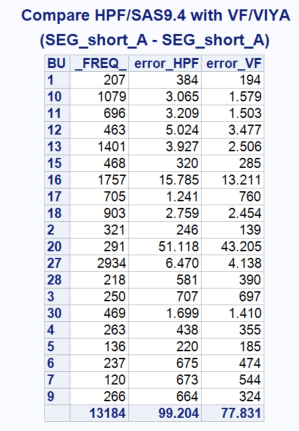 Compare HPF/SAS9.4 with VF/VIYA
(SEG_short_A - SEG_short_A)
BU _FREQ_ error_HPF error_VF
1 207 384 194
10 1079 3.065 1.579
11 696 3.209 1.503
12 463 5.024 3.477
13 1401 3.927 2.506
15 468 320 285
16 1757 15.785 13.211
17 705 1.241 760
18 903 2.759 2.454
2 321 246 139
20 291 51.118 43.205
27 2934 6.470 4.138
28 218 581 390
3 250 707 697
30 469 1.699 1.410
4 263 438 355
5 136 220 185
6 237 675 474
7 120 673 544
9 266 664 324
13184 99.204 77.831